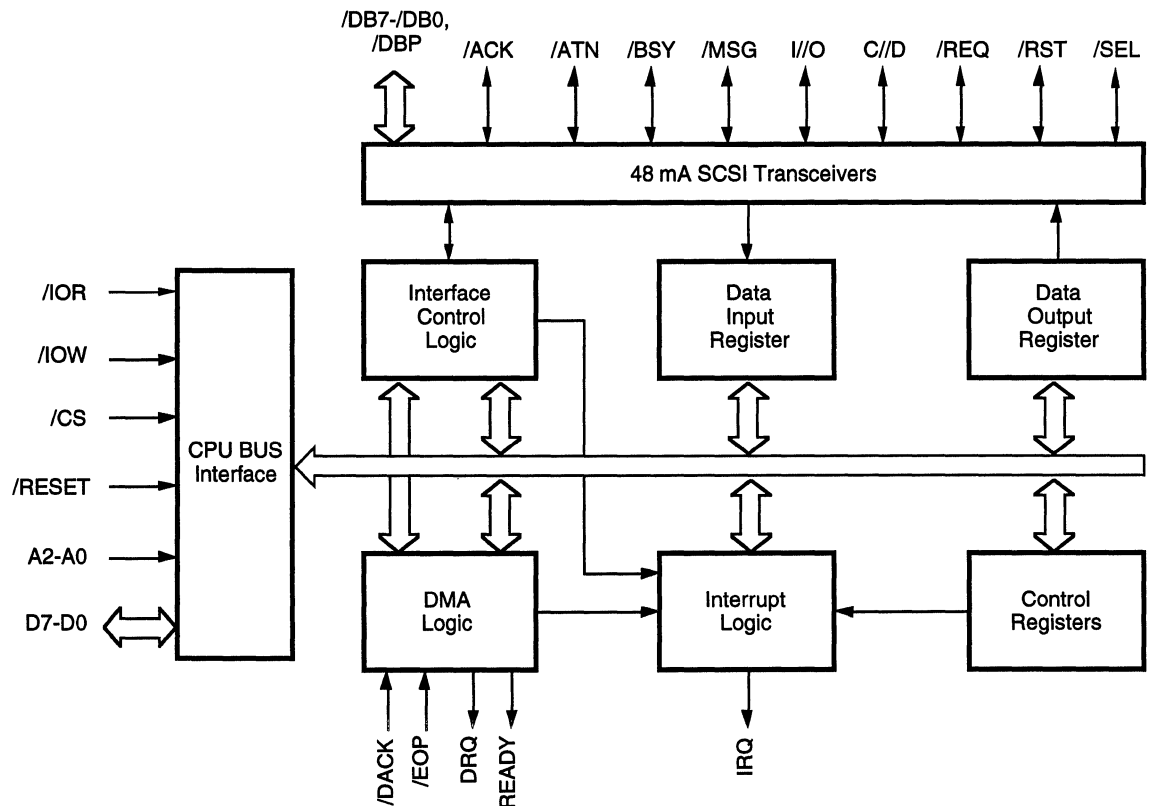 /DB7-/DB0,
/DBP
/ACK
/ATN
/BSY
/MSG
I//O
C//D
/REQ
/RST
/SEL
48 mA SCSI Transceivers
/IOR
/IOW
/CS
/RESET
A2-A0
D7-D0
CPU BUS
Interface
Interface
Control
Logic
Data
Input
Register
Data
Output
Register
DMA
Logic
Interrupt
Logic
Control
Registers
/DACK
/EOP
DRQ
READY
IRQ